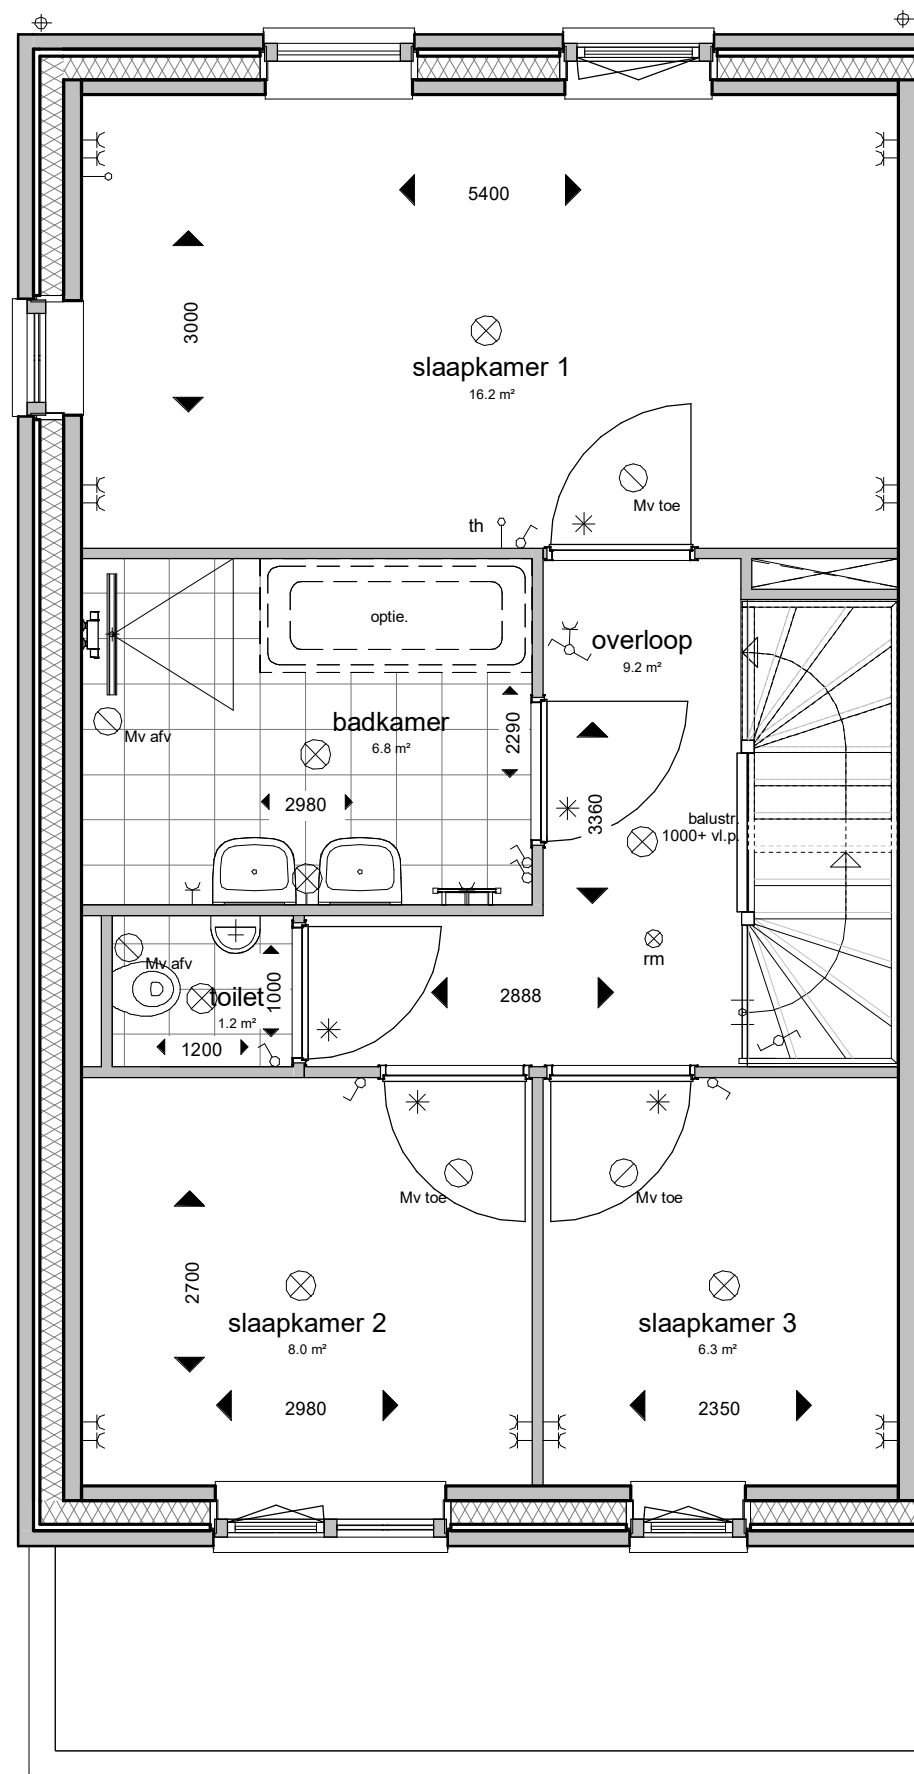 5400
3000
slaapkamer 1
16.2 m²
Mv toe
th
optie.
overloop
9.2 m²
badkamer
6.8 m²
2290
Mv afv
2980
3360
balustr.
1000+ vl.p.
Mv afv
toilet
1.2 m²
1000
1200
rm
2888
Mv toe
Mv toe
2700
slaapkamer 2
8.0 m²
slaapkamer 3
6.3 m²
2980
2350